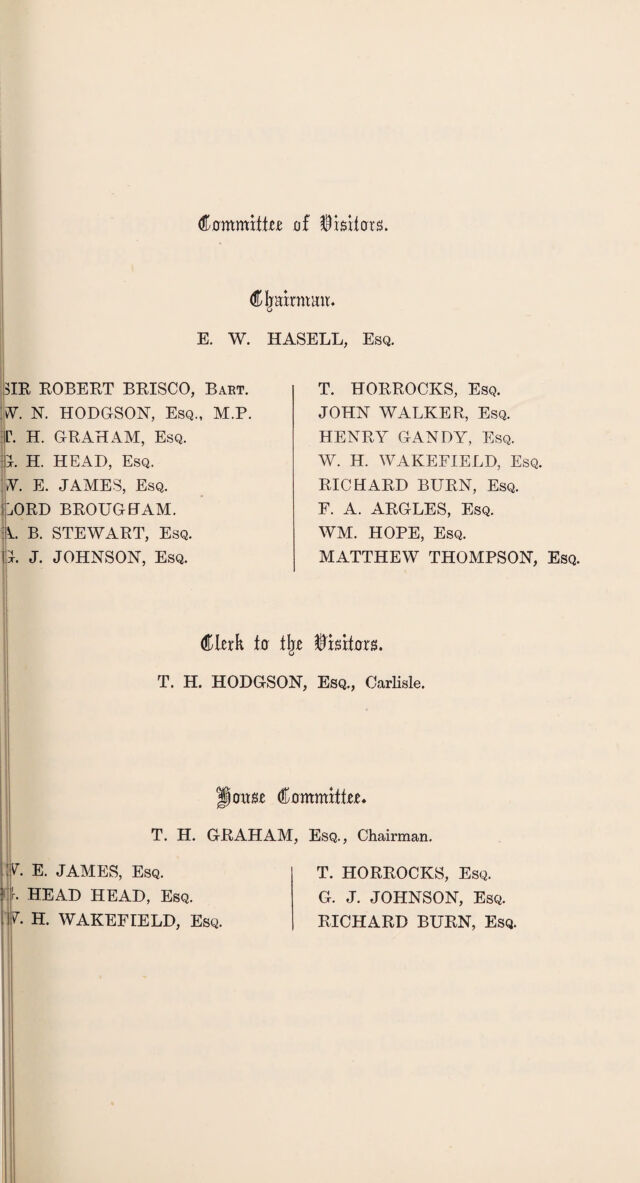 Committee of Visitors.
Chairman.
E. W. HASELL, Esq.
SIR ROBERT BRISCO, Bart.
W. N. HODGSON, Esq., M.P.
T. H. GRAHAM, Esq.
G. H. HEAD, Esq.
W. E. JAMES, Esq.
LORD BROUGHAM.
A. B. STEWART, Esq.
G. J. JOHNSON, Esq.
T. HORROCKS, Esq.
JOHN WALKER, Esq.
HENRY GANDY, Esq.
W. H. WAKEFIELD, Esq.
RICHARD BURN, Esq.
F. A. ARGLES, Esq.
WM. HOPE, Esq.
MATTHEW THOMPSON, Esq.
Clerk to the Visitors.
T. H. HODGSON, Esq., Carlisle.
House Committee.
T. H. GRAHAM, Esq., Chairman.
W. E. JAMES, Esq.
HEAD HEAD, Esq.
W. H. WAKEFIELD, Esq.
T. HORROCKS, Esq.
G. J. JOHNSON, Esq.
RICHARD BURN, Esq.